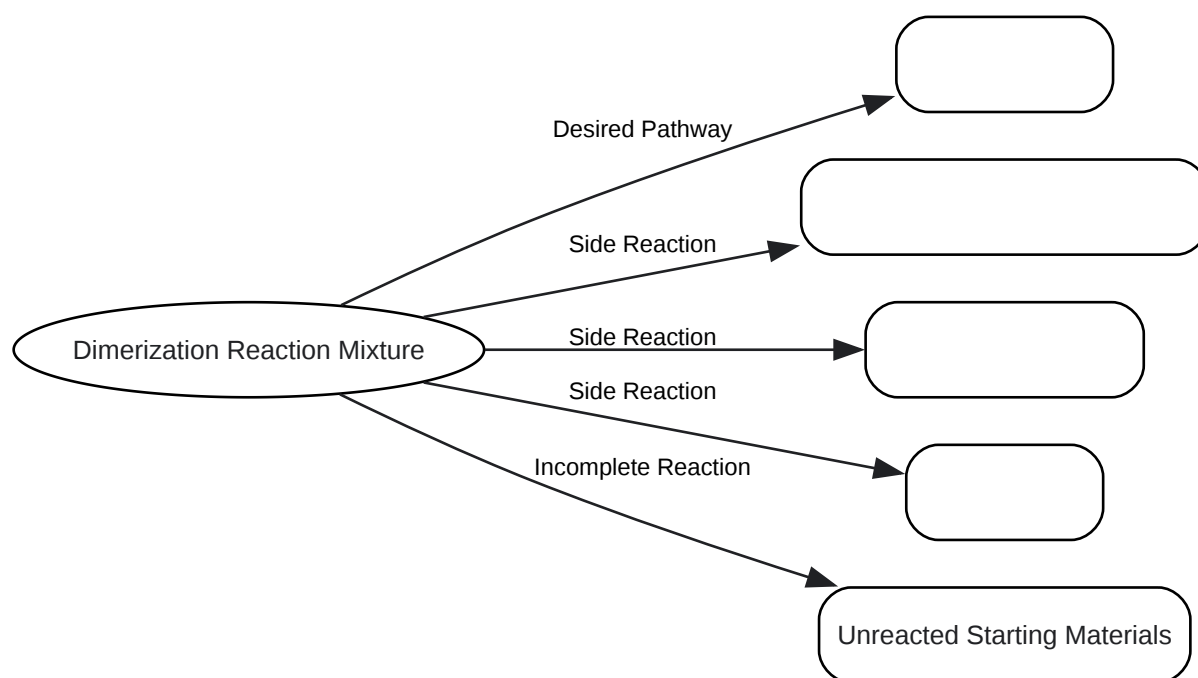 Desired Pathway
Side Reaction
Side Reaction
Dimerization Reaction Mixture
Side Reaction
Incomplete Reaction
Unreacted Starting Materials